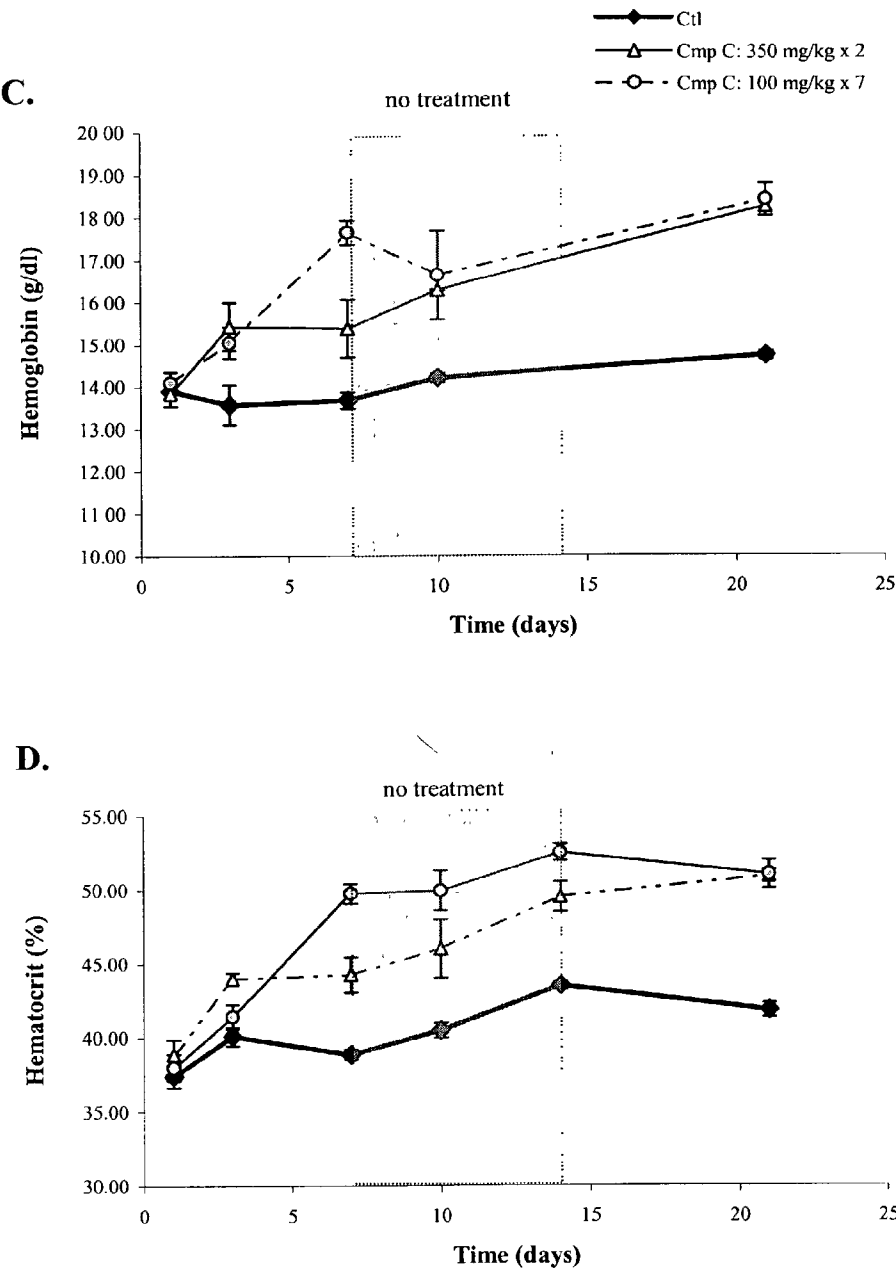 Ctl
Cmp C: 350 mg/kg x 2
Cmp C: 100 mg/kg x 7
C.
no treatment
20 00
19.00
18 00
17.00
16 00
15.00
14 00
13.00
12.00
11 00
10.00
Hemoglobin (g/dl)
0 5 10 15 20 25
Time (days)
D.
no treatment
55.00
50.00
45.00
40.00
35.00
30.00
Hematocrit (%)
0 5 10 15 20 25
Time (days)